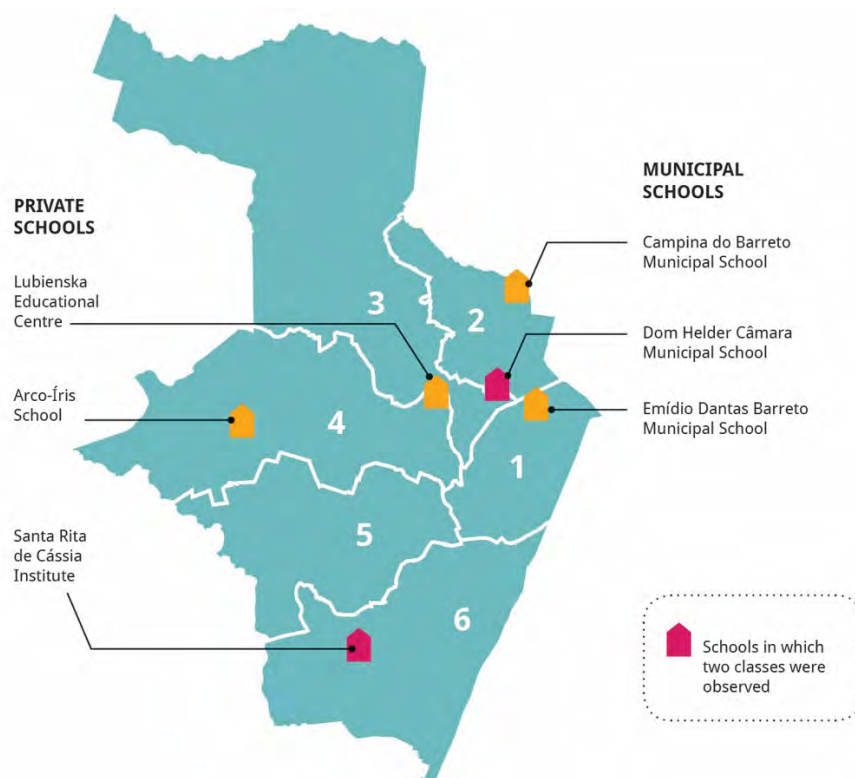 PRIVATE
SCHOOLS
Lubienska
Educational
Centre
Arco-Íris
School
Santa Rita
de Cássia
Institute
3
2
4
1
5
6
MUNICIPAL
SCHOOLS
Campina do Barreto
Municipal School
Dom Helder Câmara
Municipal School
Emídio Dantas Barreto
Municipal School
Schools in which
two classes were
observed